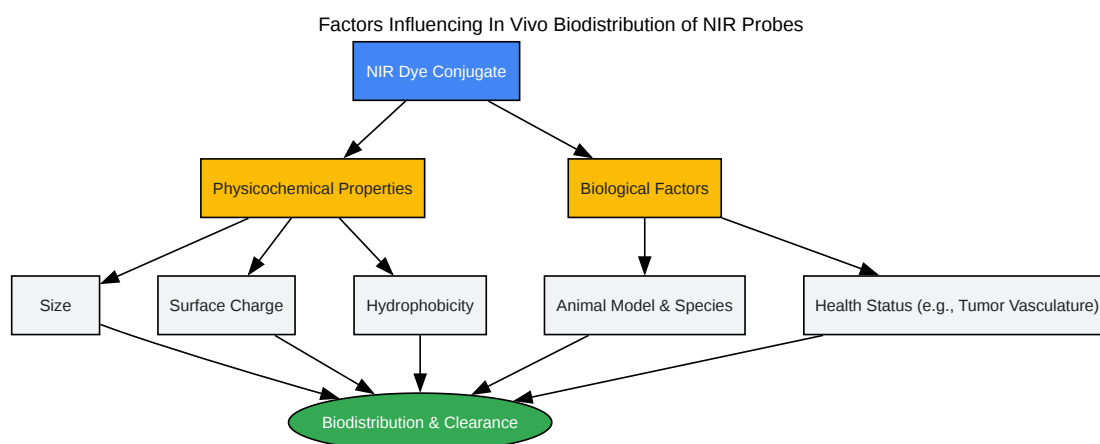 Factors Influencing In Vivo Biodistribution of NIR Probes
NIR Dye Conjugate
Physicochemical Properties
Biological Factors
Size
Surface Charge
Hydrophobicity
Animal Model & Species
Health Status (e.g., Tumor Vasculature)
Biodistribution & Clearance